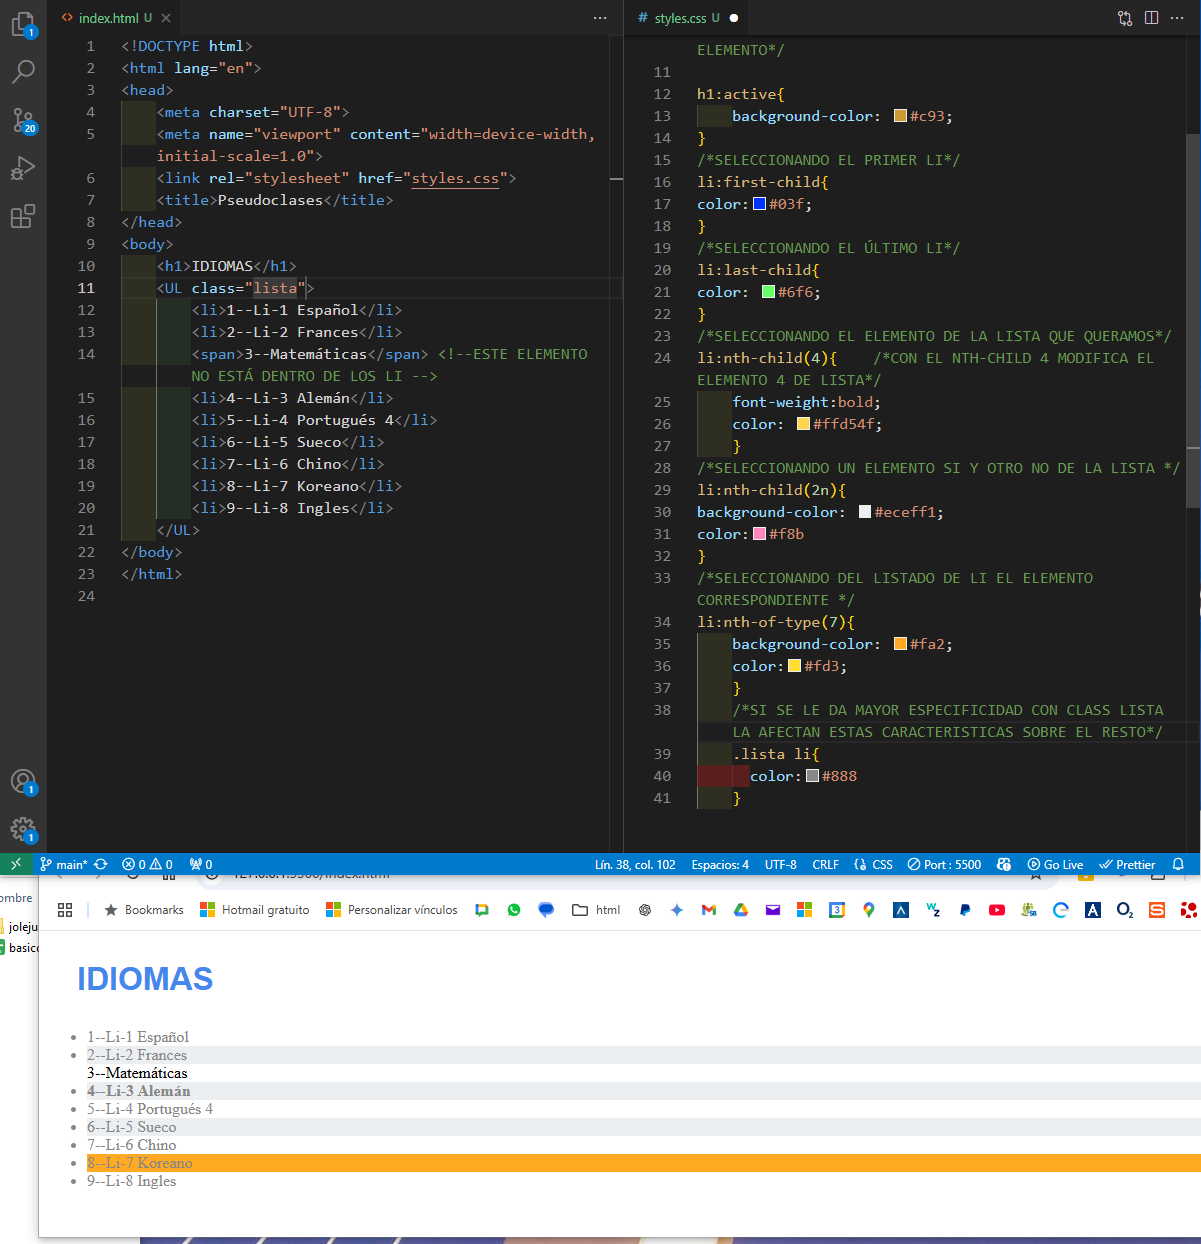 index.html U
# styles.css U
1 <!DOCTYPE html>
2 <html lang="en">
3 <head>
4 <meta charset="UTF-8">
5 <meta name="viewport" content="width=device-width,
initial-scale=1.0">
6 <link rel="stylesheet" href="styles.css">
7 <title>Pseudoclases</title>
8 </head>
9 <body>
10 <h1>IDIOMAS</h1>
11 <UL class="lista">
12 <li>1--Li-1 Español</li>
13 <li>2--Li-2 Frances</li>
14 <span>3--Matemáticas</span> <!--ESTE ELEMENTO
NO ESTÁ DENTRO DE LOS LI -->
15 <li>4--Li-3 Alemán</li>
16 <li>5--Li-4 Portugués 4</li>
17 <li>6--Li-5 Sueco</li>
18 <li>7--Li-6 Chino</li>
19 <li>8--Li-7 Koreano</li>
20 <li>9--Li-8 Ingles</li>
21 </UL>
22 </body>
23 </html>
24
ELEMENTO*/
11
12 h1:active{
13 background-color: #c93;
14 }
15 /*SELECCIONANDO EL PRIMER LI*/
16 li:first-child{
17 color:#03f;
18 }
19 /*SELECCIONANDO EL ÚLTIMO LI*/
20 li:last-child{
21 color: #6f6;
22 }
23 /*SELECCIONANDO EL ELEMENTO DE LA LISTA QUE QUERAMOS*/
24 li:nth-child(4){ /*CON EL NTH-CHILD 4 MODIFICA EL
ELEMENTO 4 DE LISTA*/
25 font-weight:bold;
26 color: #ffd54f;
27 }
28 /*SELECCIONANDO UN ELEMENTO SI Y OTRO NO DE LA LISTA */
29 li:nth-child(2n){
30 background-color: #eceff1;
31 color:#f8b
32 }
33 /*SELECCIONANDO DEL LISTADO DE LI EL ELEMENTO
CORRESPONDIENTE */
34 li:nth-of-type(7){
35 background-color: #fa2;
36 color:#fd3;
37 }
38 /*SI SE LE DA MAYOR ESPECIFICIDAD CON CLASS LISTA
LA AFECTAN ESTAS CARACTERISTICAS SOBRE EL RESTO*/
39 .lista li{
40 color:#888
41 }
1
20
1
1
main* 0 0 0 Lín. 38, col. 102 Espacios: 4 UTF-8 CRLF CSS Port : 5500 Go Live Prettier
127.0.0.1:5500/index.html
ombre
joleju
basico
Bookmarks Hotmail gratuito Personalizar vínculos html
IDIOMAS
1--Li-1 Español
2--Li-2 Frances
3--Matemáticas
4--Li-3 Alemán
5--Li-4 Portugués 4
6--Li-5 Sueco
7--Li-6 Chino
8--Li-7 Koreano
9--Li-8 Ingles